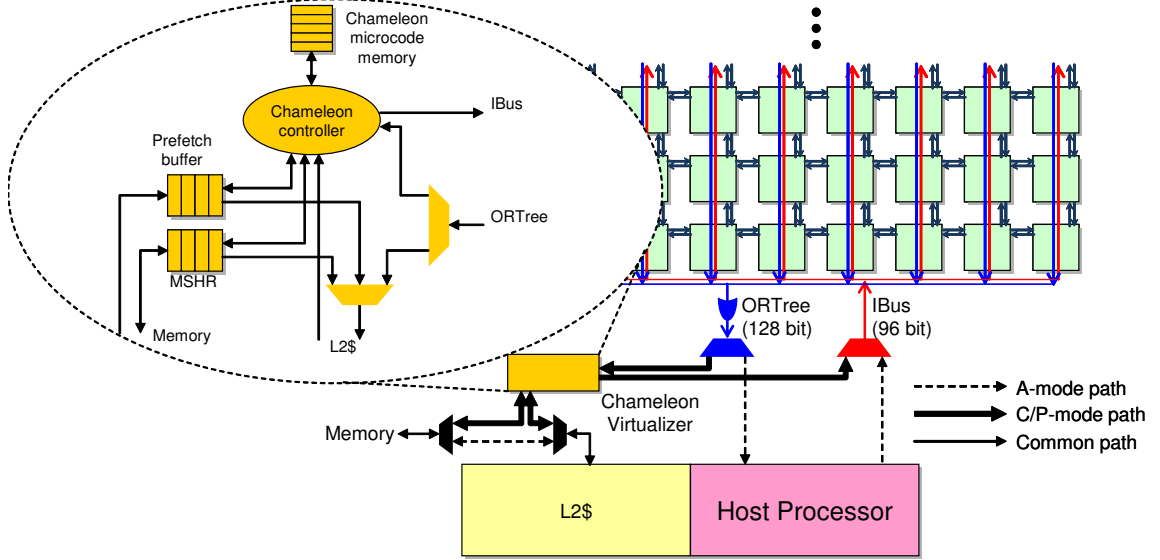 Chameleon
microcode
memory
Chameleon
controller
IBus
Prefetch
buffer
ORTree
MSHR
Memory
L2$
ORTree
(128 bit)
IBus
(96 bit)
Chameleon
Virtualizer
A-mode path
C/P-mode path
Common path
Memory
L2$
Host Processor